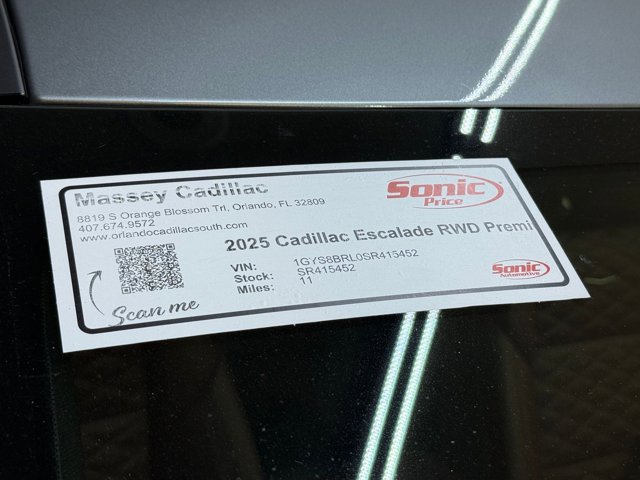 Massey Cadillac
8819 S Orange Blossom Trl, Orlando, FL 32809
407.674.9572
www.orlandocadillacsouth.com
Sonic
Price
2025 Cadillac Escalade RWD Premi
VIN: 1GYS8BRL0SR415452
Stock: SR415452
Miles: 11
Scan me
Sonic
Automotive